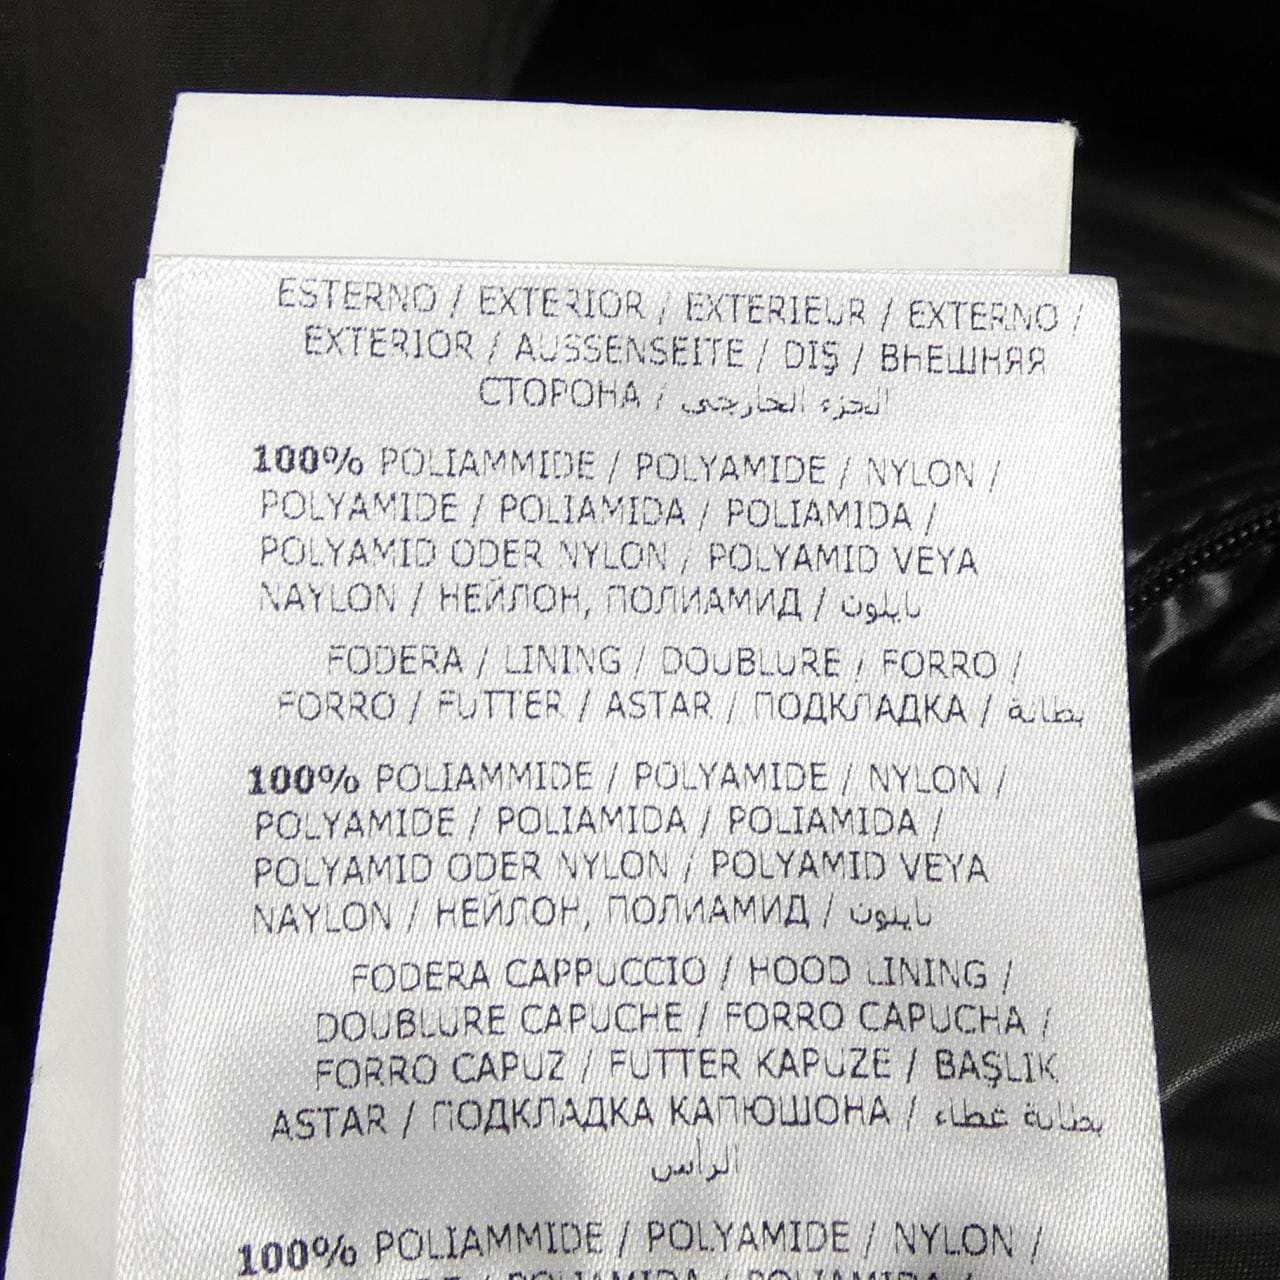 ESTERNO / EXTERIOR / EXTERIEUR / EXTERNO /
EXTERIOR / AUSSENSEITE / DIŞ / ВНЕШНЯЯ
СТОРОНА / الجزء الخارجي
100% POLIAMMIDE / POLYAMIDE / NYLON /
POLYAMIDE / POLIAMIDA / POLIAMIDA /
POLYAMID ODER NYLON / POLYAMID VEYA
NAYLON / НЕЙЛОН, ПОЛИАМИД / نايلون
FODERA / LINING / DOUBLURE / FORRO /
FORRO / FUTTER / ASTAR / ПОДКЛАДКА / بطانة
100% POLIAMMIDE / POLYAMIDE / NYLON /
POLYAMIDE / POLIAMIDA / POLIAMIDA /
POLYAMID ODER NYLON / POLYAMID VEYA
NAYLON / НЕЙЛОН, ПОЛИАМИД / نايلون
FODERA CAPPUCCIO / HOOD LINING /
DOUBLURE CAPUCHE / FORRO CAPUCHA /
FORRO CAPUZ / FUTTER KAPUZE / BAŞLIK
ASTAR / ПОДКЛАДКА КАПЮШОНА / بطانة غطاء
الرأس
100% POLIAMMIDE / POLYAMIDE / NYLON /